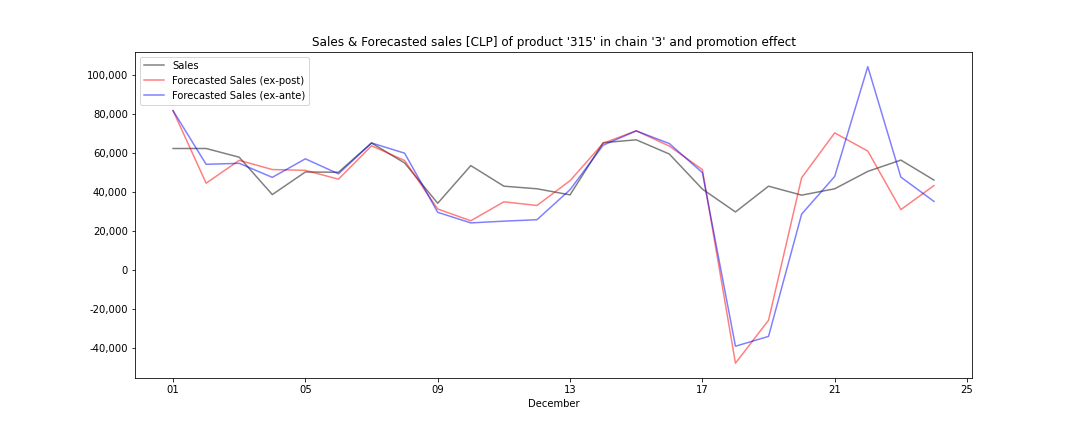 Sales & Forecasted sales [CLP] of product '315' in chain '3' and promotion effect
Sales
Forecasted Sales (ex-post)
Forecasted Sales (ex-ante)
100,000
80,000
60,000
40,000
20,000
0
-20,000
-40,000
01 05 09 13 17 21 25
December